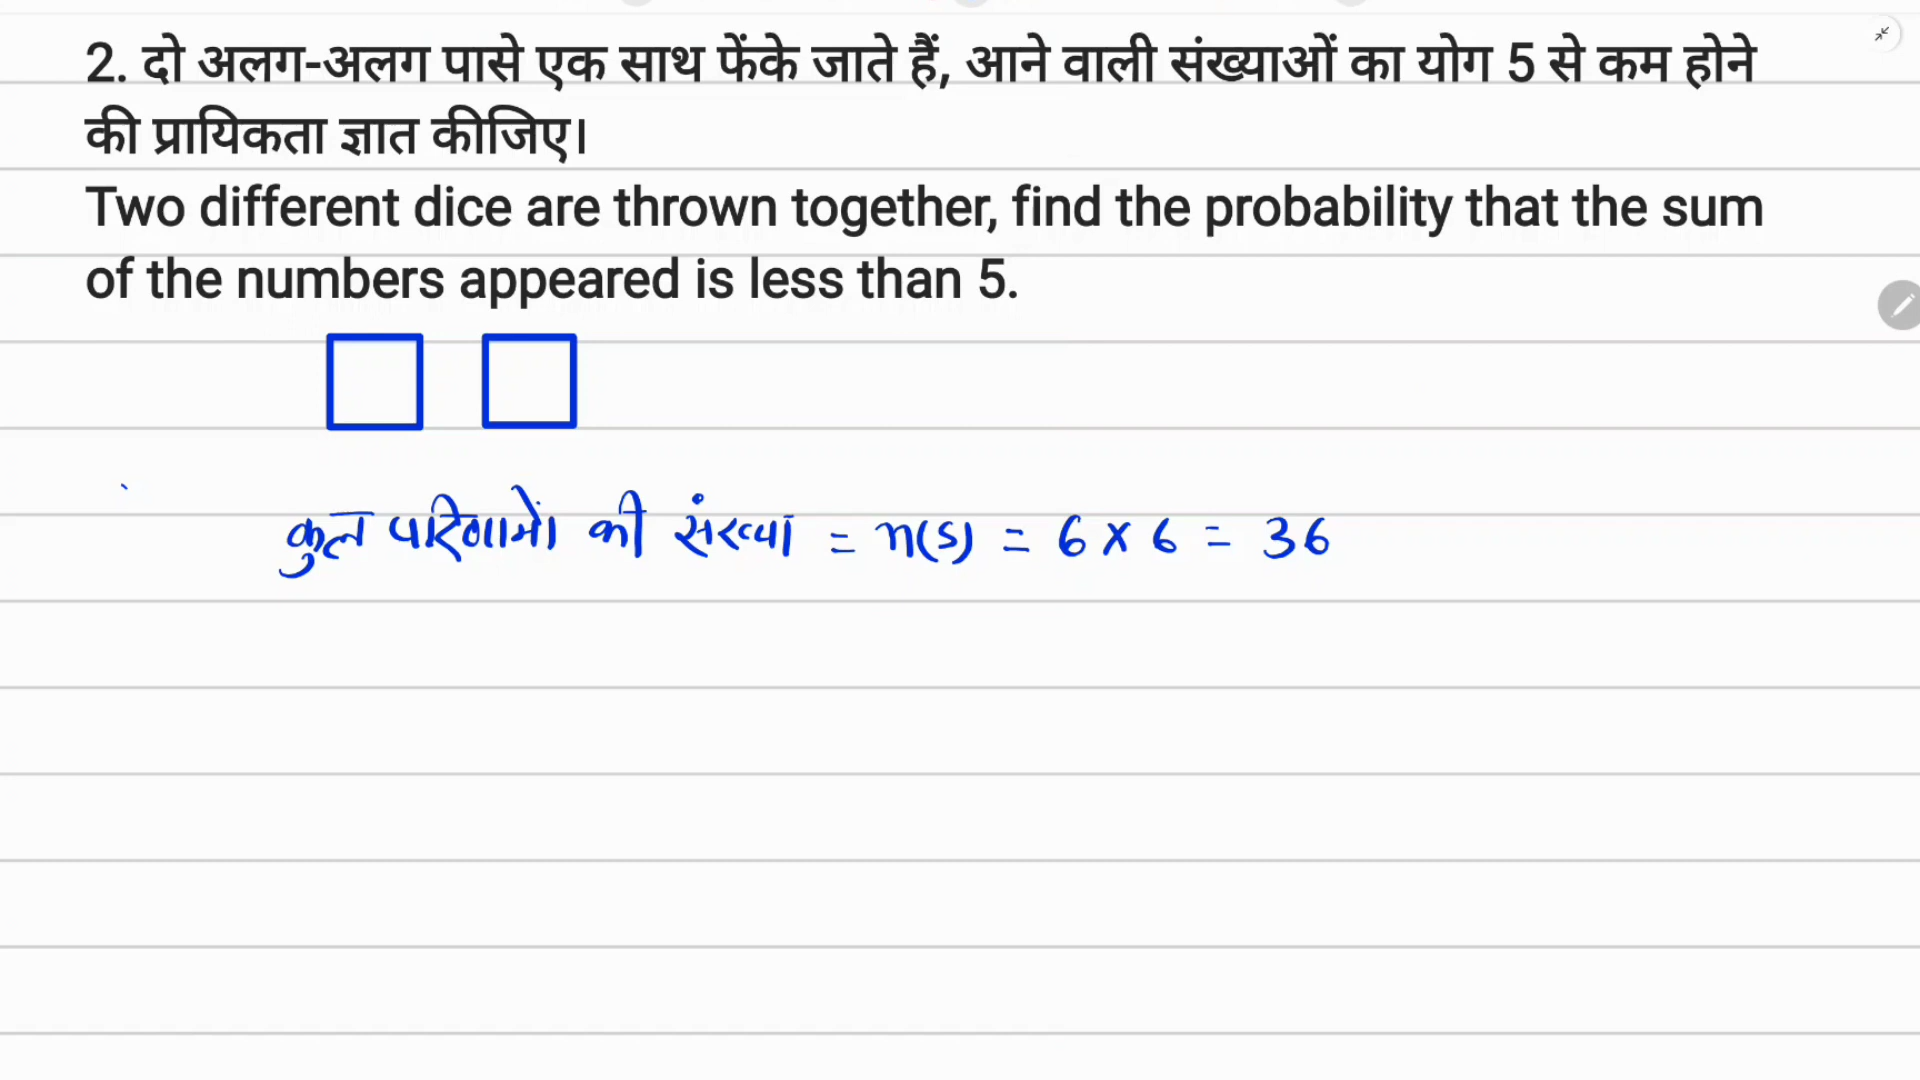 2. दो अलग-अलग पासे एक साथ फेंके जाते हैं, आने वाली संख्याओं का योग 5 से कम होने
की प्रायिकता ज्ञात कीजिए।
Two different dice are thrown together, find the probability that the sum
of the numbers appeared is less than 5.
कुल परिणामों की संख्या = n(s) = 6 × 6 = 36